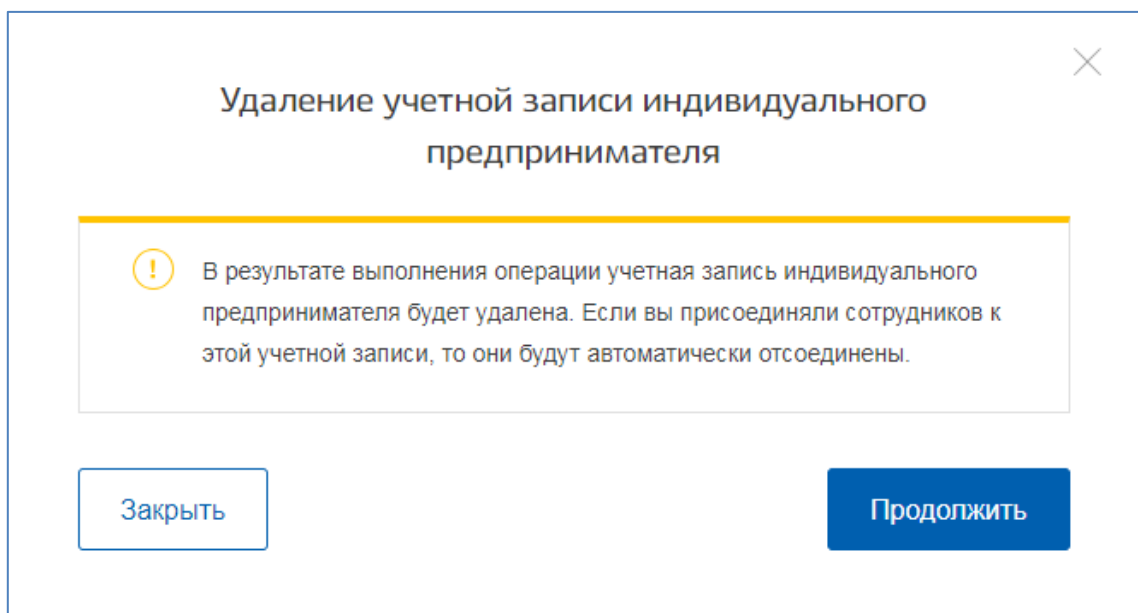 Удаление учетной записи индивидуального
предпринимателя
В результате выполнения операции учетная запись индивидуального
предпринимателя будет удалена. Если вы присоединяли сотрудников к
этой учетной записи, то они будут автоматически отсоединены.
Закрыть
Продолжить